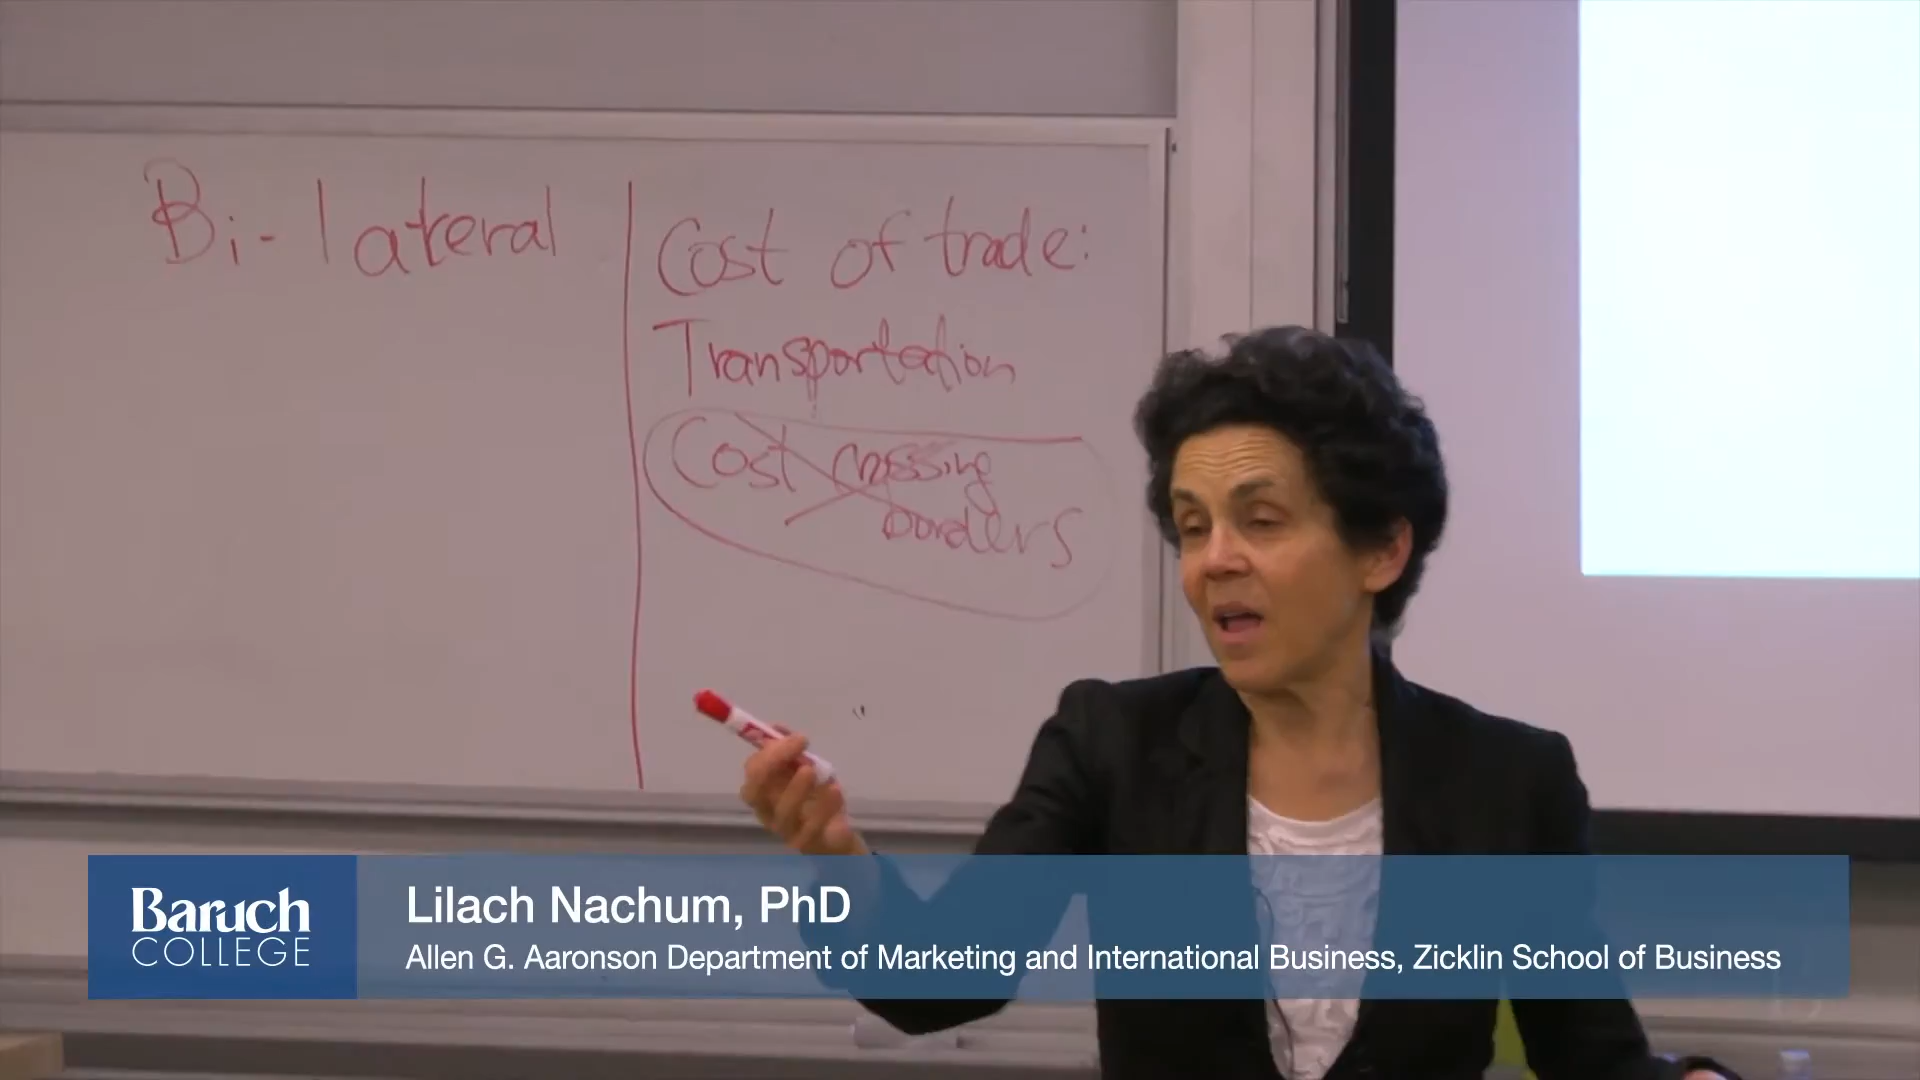 Bi-lateral
Cost of trade:
Transportation
Cost crossing
borders
Baruch
COLLEGE
Lilach Nachum, PhD
Allen G. Aaronson Department of Marketing and International Business, Zicklin School of Business